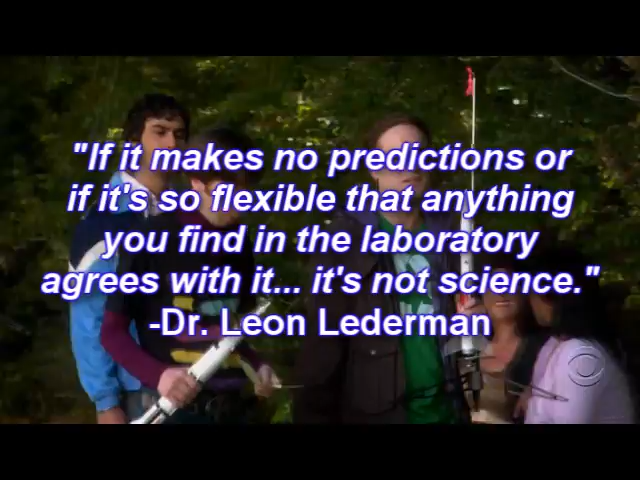 "If it makes no predictions or
if it's so flexible that anything
you find in the laboratory
agrees with it... it's not science."
-Dr. Leon Lederman